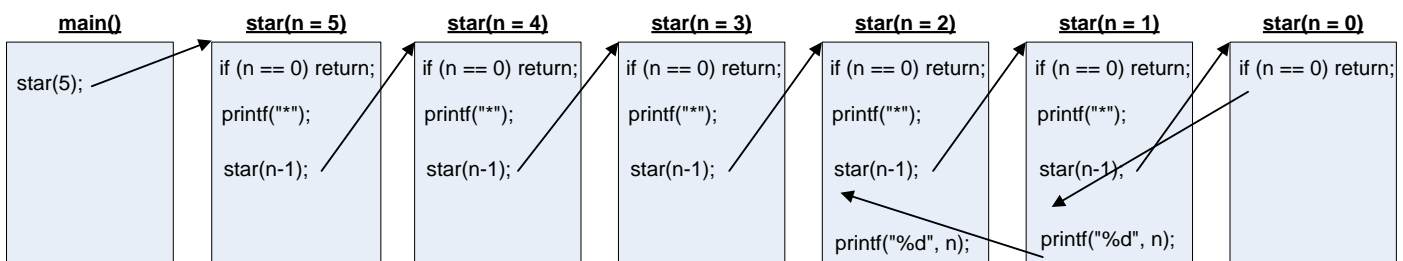 main()
star(5);
star(n = 5)
if (n == 0) return;
printf("*");
star(n-1);
star(n = 4)
if (n == 0) return;
printf("*");
star(n-1);
star(n = 3)
if (n == 0) return;
printf("*");
star(n-1);
star(n = 2)
if (n == 0) return;
printf("*");
star(n-1);
printf("%d", n);
star(n = 1)
if (n == 0) return;
printf("*");
star(n-1);
printf("%d", n);
star(n = 0)
if (n == 0) return;